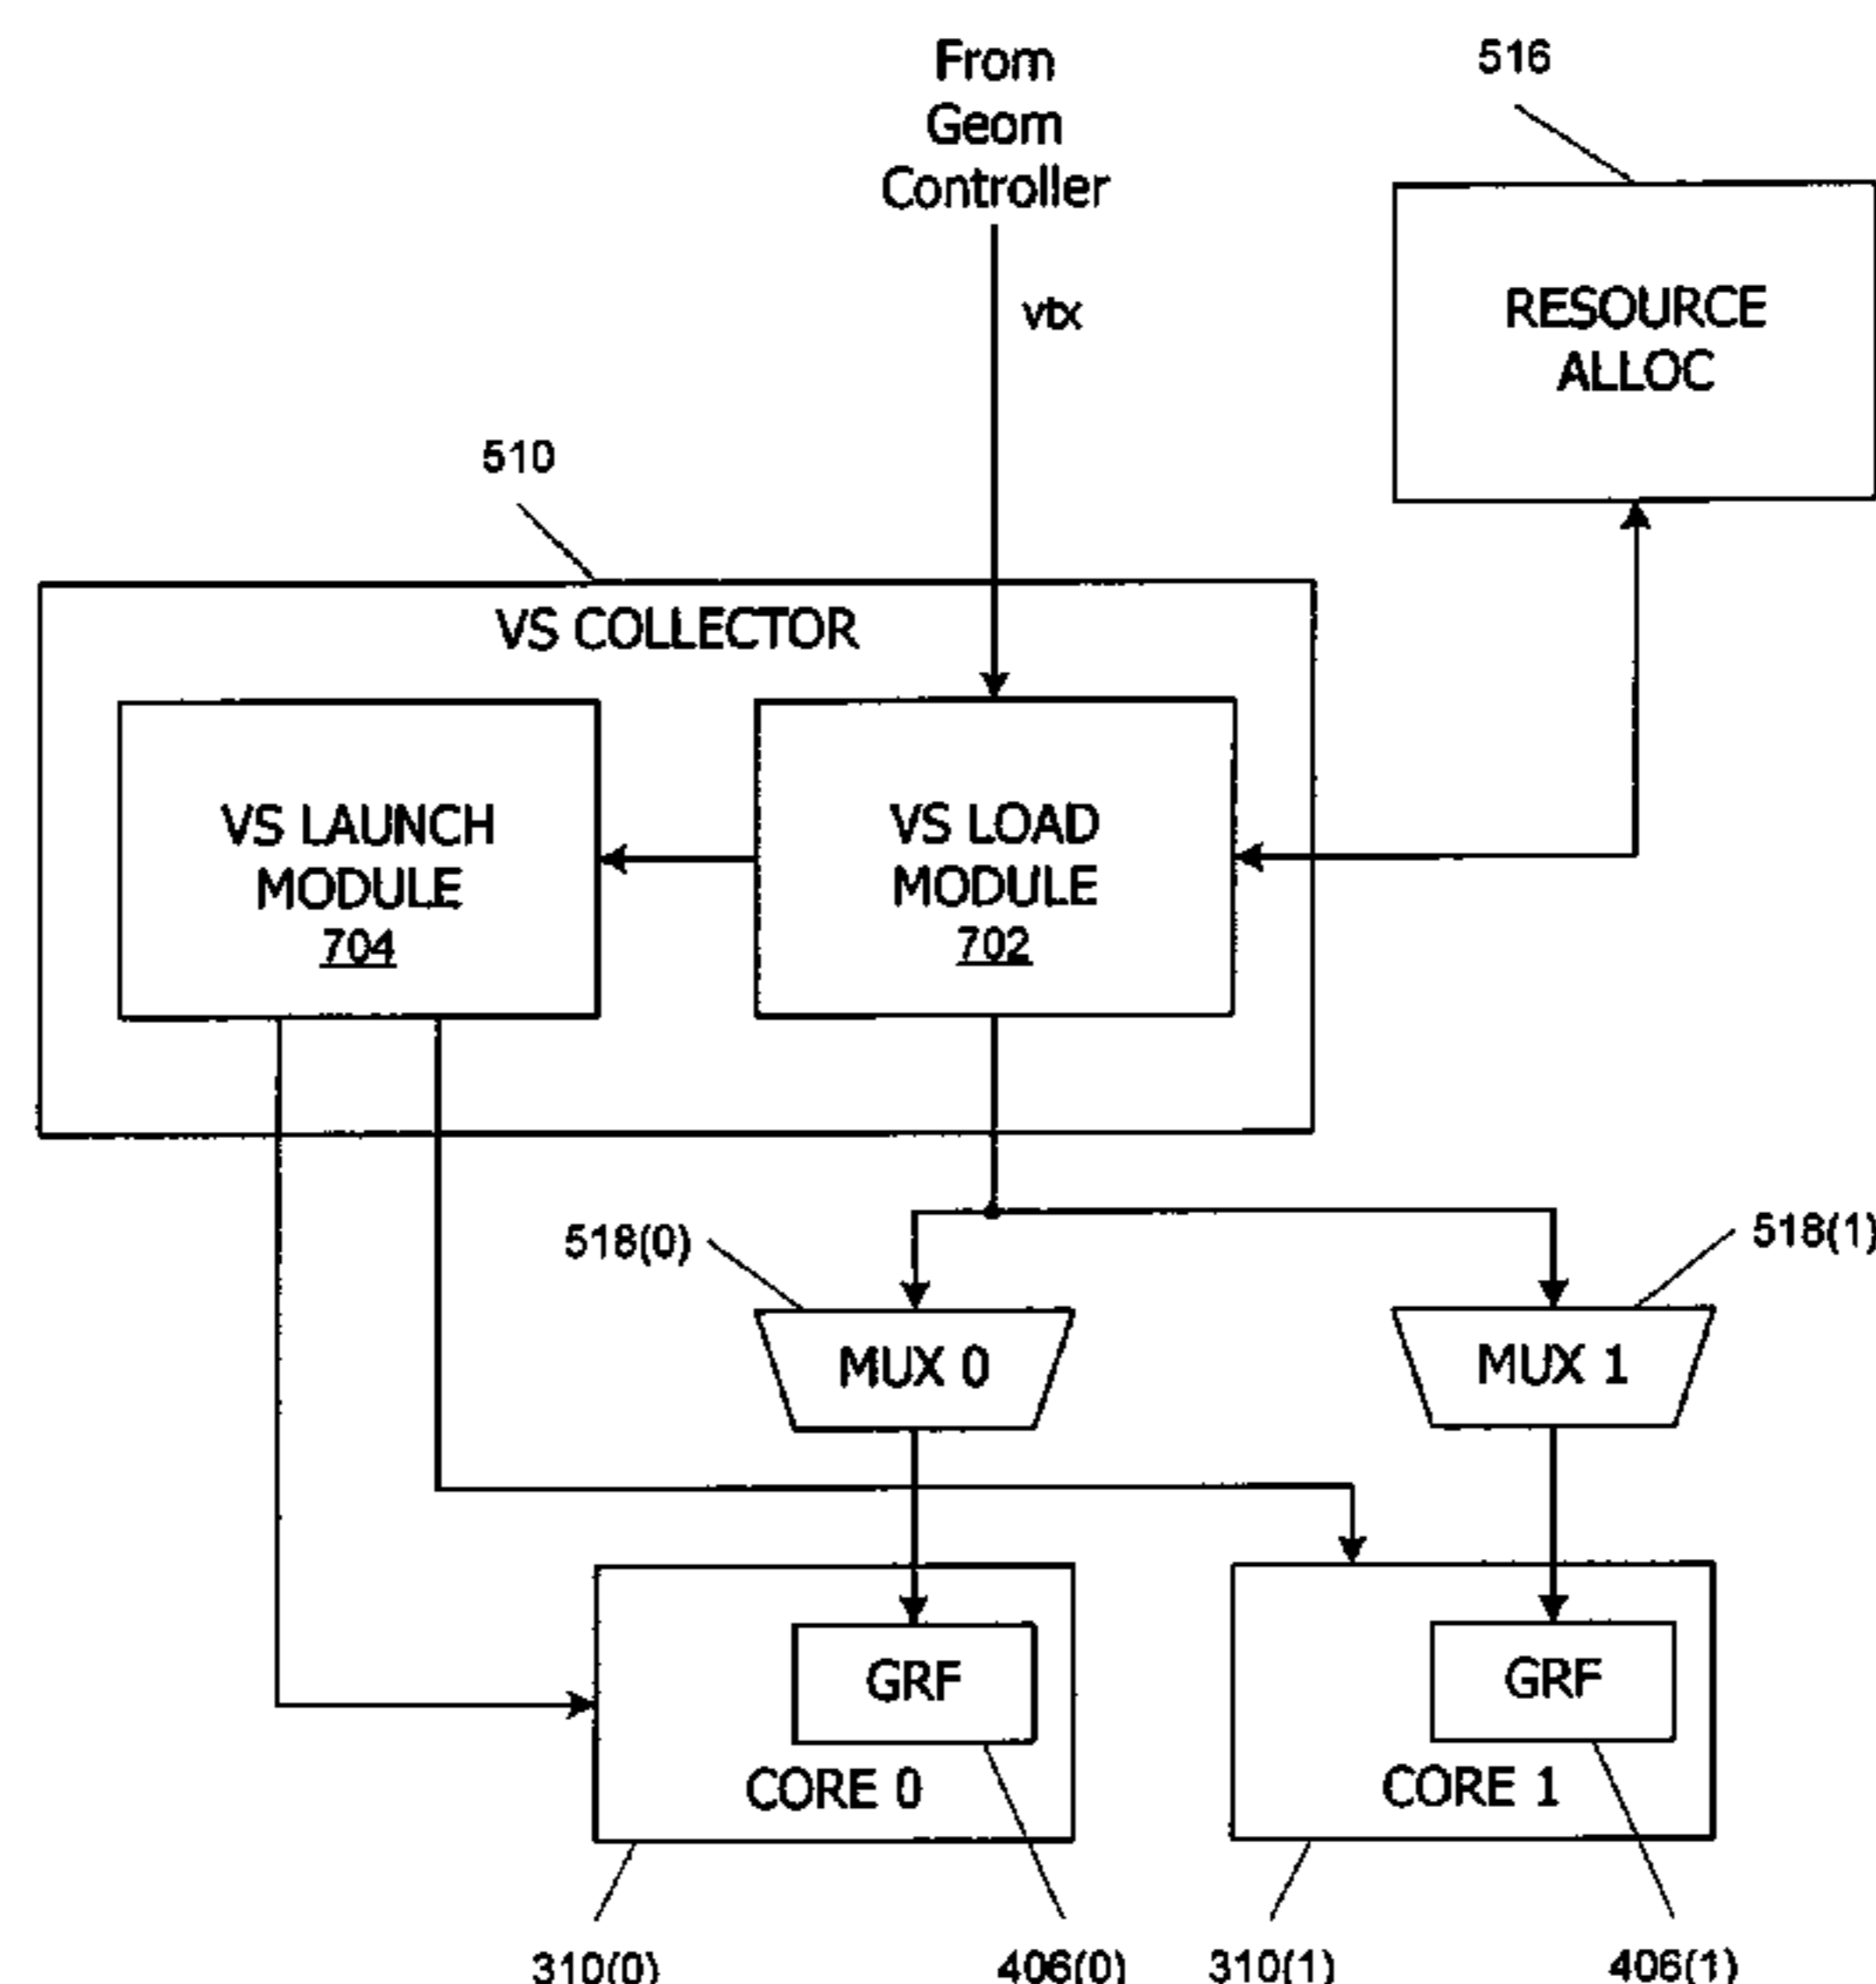 From
Geom
Controller
516
vtx
RESOURCE
ALLOC
510
VS COLLECTOR
VS LAUNCH
MODULE
704
VS LOAD
MODULE
702
518(0)
518(1)
MUX 0
MUX 1
GRF
CORE 0
GRF
CORE 1
310(0)
406(0)
310(1)
406(1)